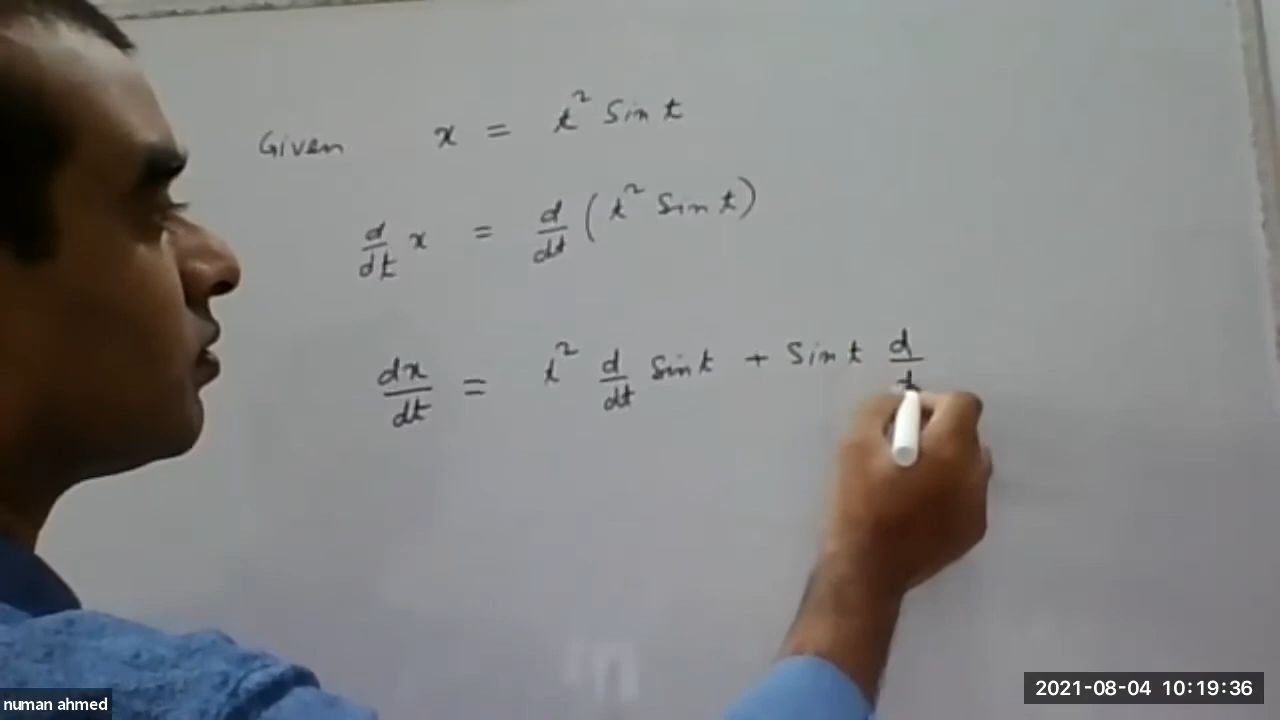 Given x = t² Sin t
d/dt x = d/dt (t² Sin t)
dx/dt = t² d/dt Sin t + Sin t d/
numan ahmed
2021-08-04 10:19:36